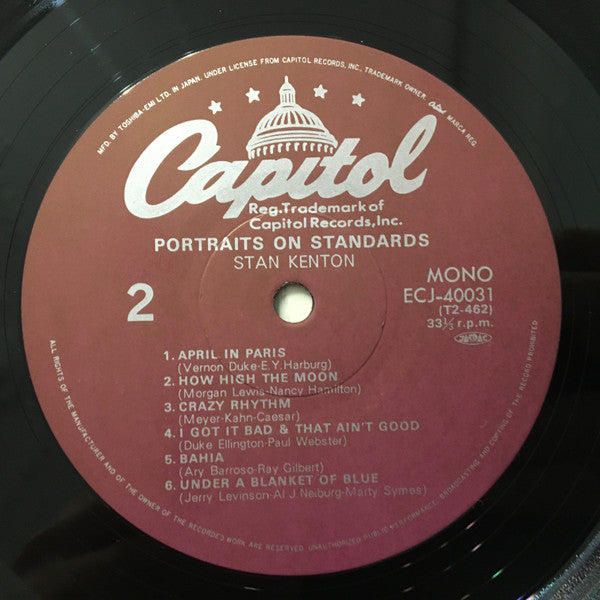 MFD. BY TOSHIBA-EMI LTD. IN JAPAN. UNDER LICENSE FROM CAPITOL RECORDS, INC., TRADEMARK OWNER. Capitol MARCA REG.
Capitol
Reg.Trademark of
Capitol Records,Inc.
PORTRAITS ON STANDARDS
STAN KENTON
2
MONO
ECJ-40031
(T2-462)
33⅓ r.p.m.
JASRAC
1. APRIL IN PARIS
(Vernon Duke-E.Y.Harburg)
2. HOW HIGH THE MOON
(Morgan Lewis-Nancy Hamilton)
3. CRAZY RHYTHM
(Meyer-Kahn-Caesar)
4. I GOT IT BAD & THAT AIN'T GOOD
(Duke Ellington-Paul Webster)
5. BAHIA
(Ary Barroso-Ray Gilbert)
6. UNDER A BLANKET OF BLUE
(Jerry Levinson-Al J.Neiburg-Marty Symes)
ALL RIGHTS OF THE MANUFACTURER AND OF THE OWNER OF THE RECORDED WORK ARE RESERVED. UNAUTHORIZED PUBLIC PERFORMANCE, BROADCASTING AND COPYING OF THIS RECORD PROHIBITED.